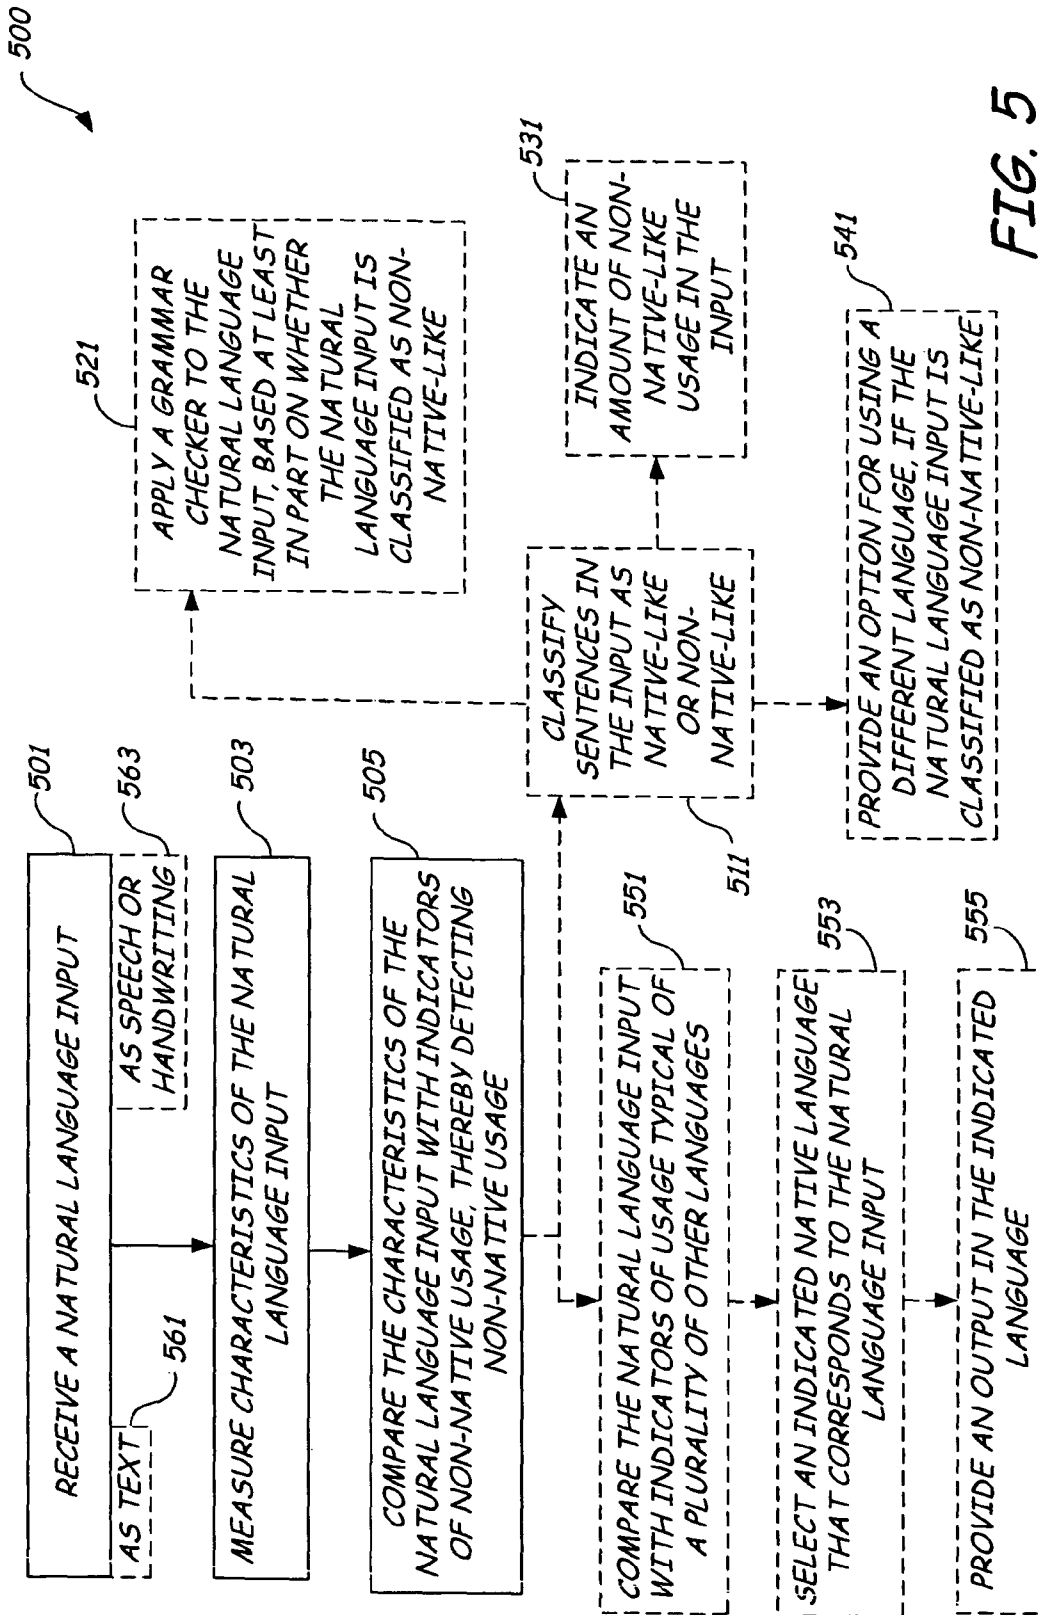 500
RECEIVE A NATURAL LANGUAGE INPUT
501
AS TEXT
561
AS SPEECH OR
HANDWRITING
563
MEASURE CHARACTERISTICS OF THE NATURAL
LANGUAGE INPUT
503
COMPARE THE CHARACTERISTICS OF THE
NATURAL LANGUAGE INPUT WITH INDICATORS
OF NON-NATIVE USAGE, THEREBY DETECTING
NON-NATIVE USAGE
505
COMPARE THE NATURAL LANGUAGE INPUT
WITH INDICATORS OF USAGE TYPICAL OF
A PLURALITY OF OTHER LANGUAGES
551
SELECT AN INDICATED NATIVE LANGUAGE
THAT CORRESPONDS TO THE NATURAL
LANGUAGE INPUT
553
PROVIDE AN OUTPUT IN THE INDICATED
LANGUAGE
555
CLASSIFY
SENTENCES IN
THE INPUT AS
NATIVE-LIKE
OR NON-
NATIVE-LIKE
511
APPLY A GRAMMAR
CHECKER TO THE
NATURAL LANGUAGE
INPUT, BASED AT LEAST
IN PART ON WHETHER
THE NATURAL
LANGUAGE INPUT IS
CLASSIFIED AS NON-
NATIVE-LIKE
521
INDICATE AN
AMOUNT OF NON-
NATIVE-LIKE
USAGE IN THE
INPUT
531
PROVIDE AN OPTION FOR USING A
DIFFERENT LANGUAGE, IF THE
NATURAL LANGUAGE INPUT IS
CLASSIFIED AS NON-NATIVE-LIKE
541
FIG. 5